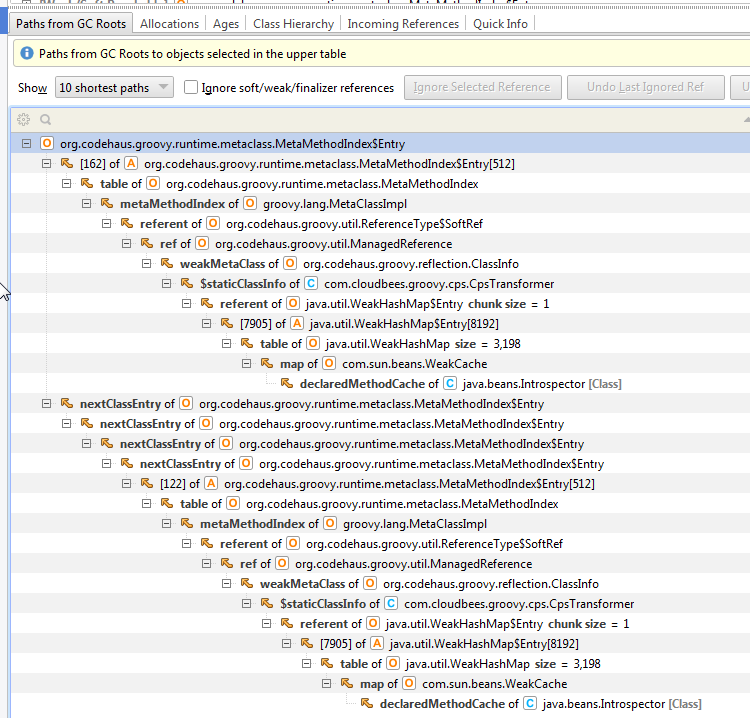 Paths from GC Roots Allocations Ages Class Hierarchy Incoming References Quick Info
Paths from GC Roots to objects selected in the upper table
Show 10 shortest paths Ignore soft/weak/finalizer references Ignore Selected Reference Undo Last Ignored Ref U
O org.codehaus.groovy.runtime.metaclass.MetaMethodIndex$Entry
[162] of A org.codehaus.groovy.runtime.metaclass.MetaMethodIndex$Entry[512]
table of O org.codehaus.groovy.runtime.metaclass.MetaMethodIndex
metaMethodIndex of O groovy.lang.MetaClassImpl
referent of O org.codehaus.groovy.util.ReferenceType$SoftRef
ref of O org.codehaus.groovy.util.ManagedReference
weakMetaClass of O org.codehaus.groovy.reflection.ClassInfo
$staticClassInfo of C com.cloudbees.groovy.cps.CpsTransformer
referent of O java.util.WeakHashMap$Entry chunk size = 1
[7905] of A java.util.WeakHashMap$Entry[8192]
table of O java.util.WeakHashMap size = 3,198
map of O com.sun.beans.WeakCache
declaredMethodCache of C java.beans.Introspector [Class]
nextClassEntry of O org.codehaus.groovy.runtime.metaclass.MetaMethodIndex$Entry
nextClassEntry of O org.codehaus.groovy.runtime.metaclass.MetaMethodIndex$Entry
nextClassEntry of O org.codehaus.groovy.runtime.metaclass.MetaMethodIndex$Entry
nextClassEntry of O org.codehaus.groovy.runtime.metaclass.MetaMethodIndex$Entry
[122] of A org.codehaus.groovy.runtime.metaclass.MetaMethodIndex$Entry[512]
table of O org.codehaus.groovy.runtime.metaclass.MetaMethodIndex
metaMethodIndex of O groovy.lang.MetaClassImpl
referent of O org.codehaus.groovy.util.ReferenceType$SoftRef
ref of O org.codehaus.groovy.util.ManagedReference
weakMetaClass of O org.codehaus.groovy.reflection.ClassInfo
$staticClassInfo of C com.cloudbees.groovy.cps.CpsTransformer
referent of O java.util.WeakHashMap$Entry chunk size = 1
[7905] of A java.util.WeakHashMap$Entry[8192]
table of O java.util.WeakHashMap size = 3,198
map of O com.sun.beans.WeakCache
declaredMethodCache of C java.beans.Introspector [Class]